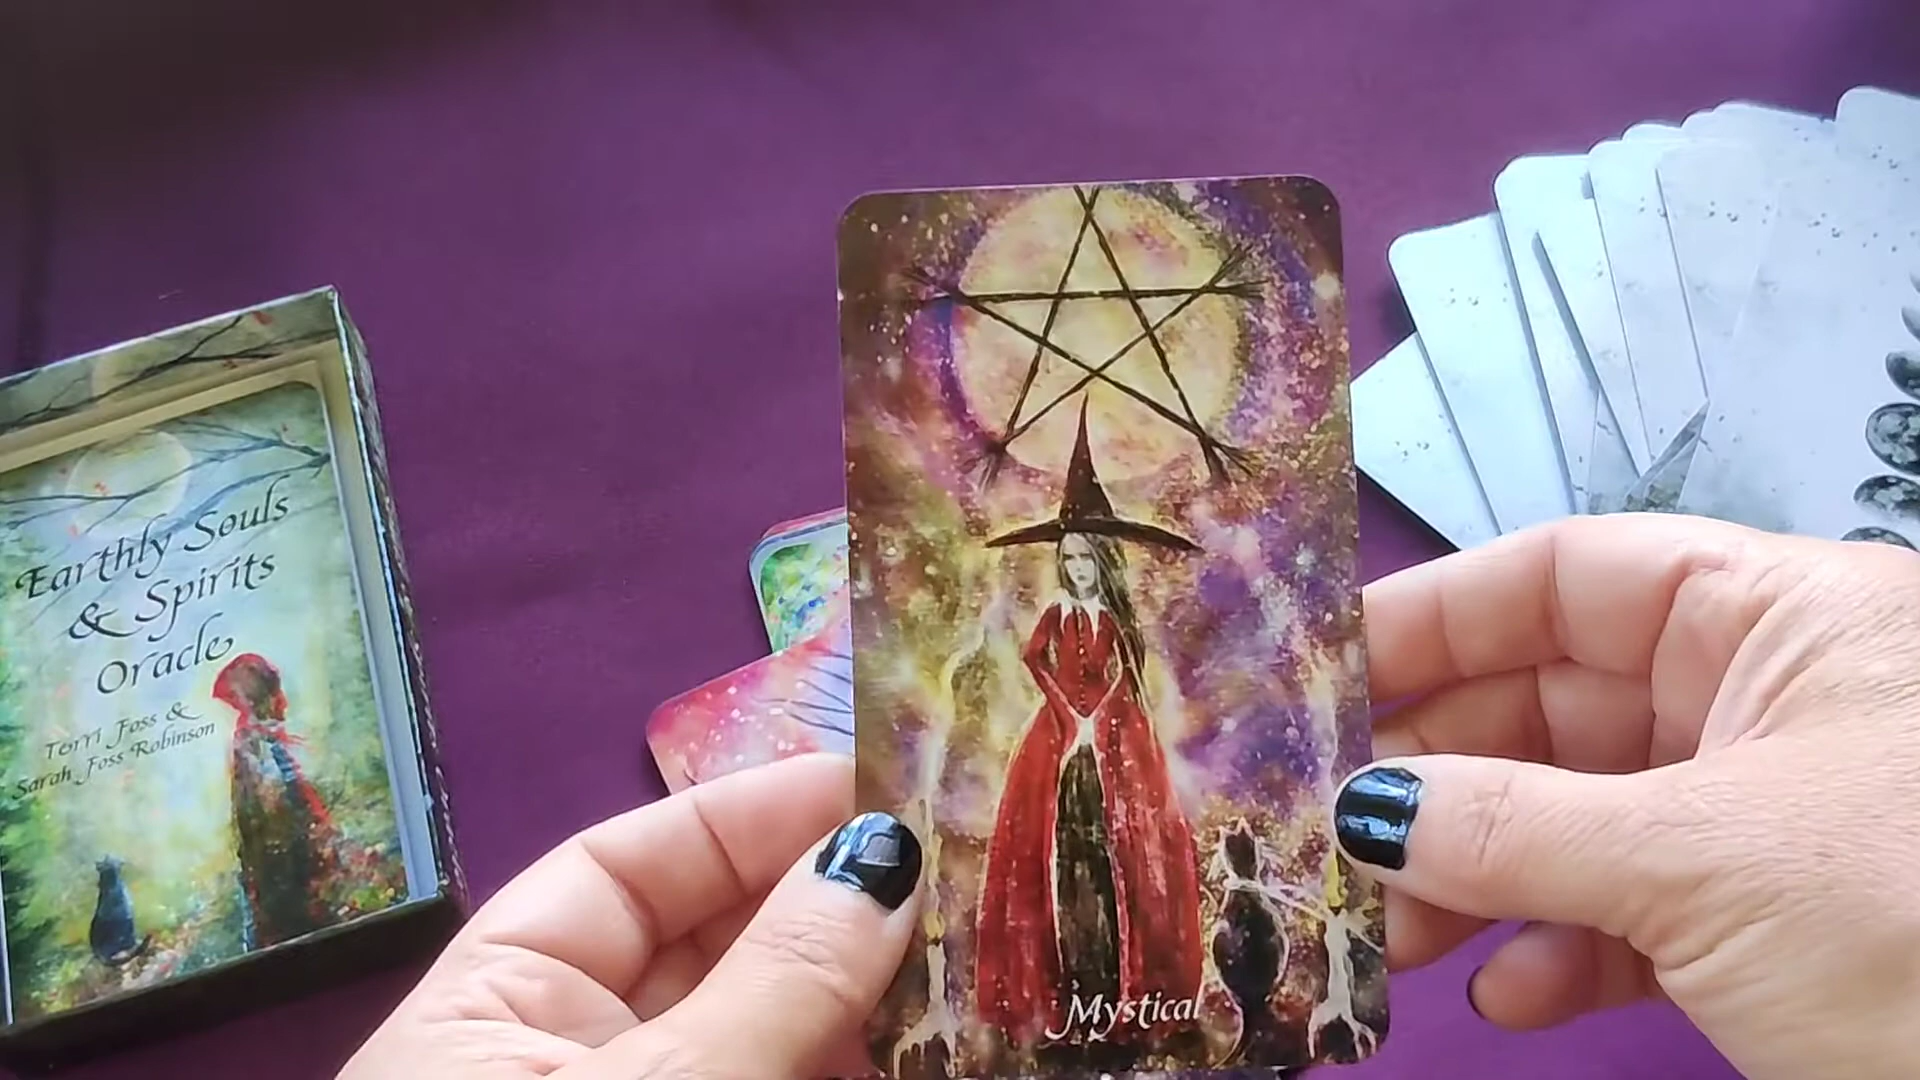 Earthly Souls
& Spirits
Oracle
Terri Foss &
Sarah Foss Robinson
Mystical